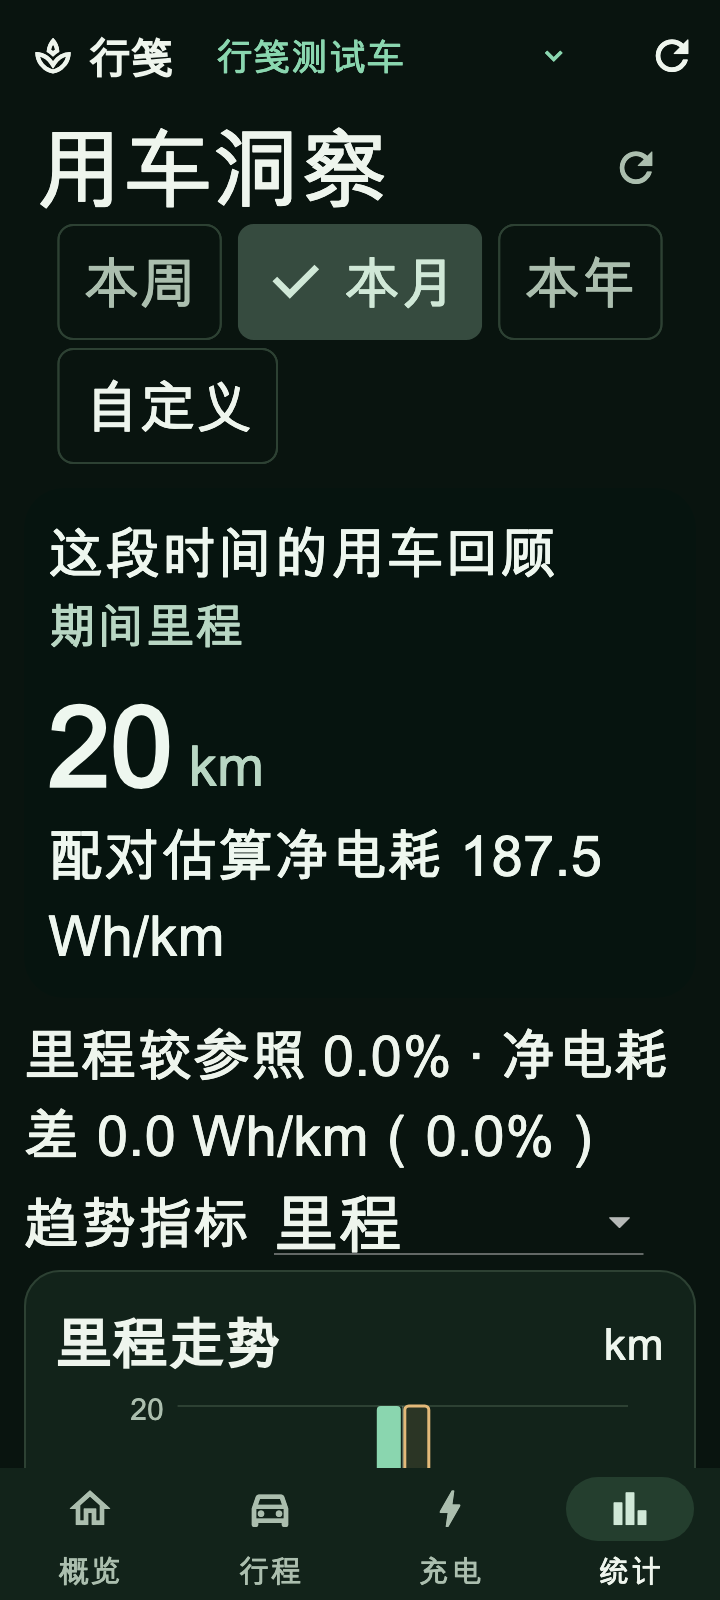 行笺 行笺测试车
用车洞察
本周 本月 本年
自定义
这段时间的用车回顾
期间里程
20 km
配对估算净电耗 187.5
Wh/km
里程较参照 0.0% · 净电耗
差 0.0 Wh/km ( 0.0% )
趋势指标 里程
里程走势 km
20
概览 行程 充电 统计